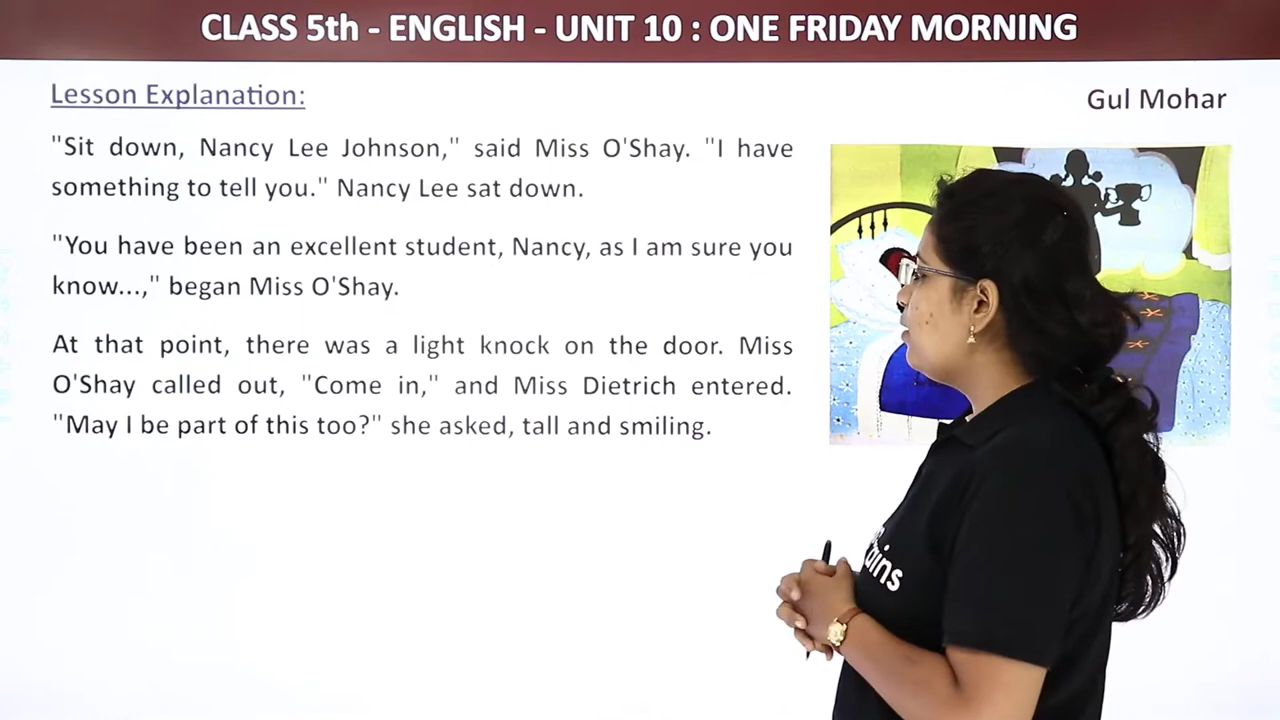 CLASS 5th - ENGLISH - UNIT 10 : ONE FRIDAY MORNING
Lesson Explanation:
Gul Mohar
"Sit down, Nancy Lee Johnson," said Miss O'Shay. "I have
something to tell you." Nancy Lee sat down.
"You have been an excellent student, Nancy, as I am sure you
know...," began Miss O'Shay.
At that point, there was a light knock on the door. Miss
O'Shay called out, "Come in," and Miss Dietrich entered.
"May I be part of this too?" she asked, tall and smiling.